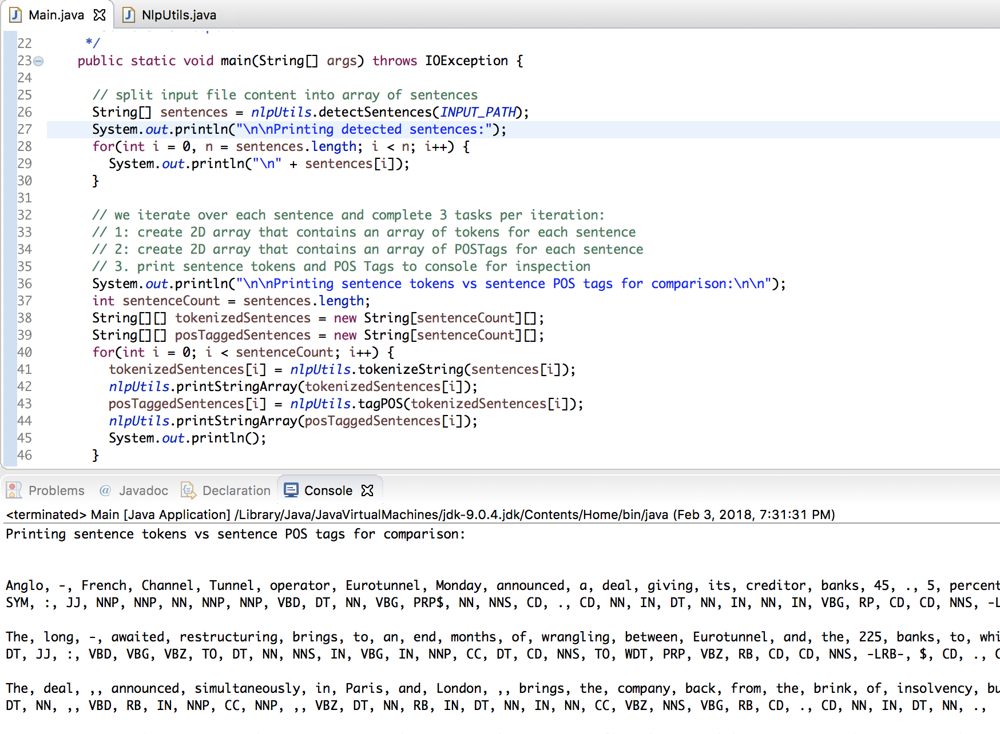 Main.java NlpUtils.java
22 */
23 public static void main(String[] args) throws IOException {
24
25 // split input file content into array of sentences
26 String[] sentences = nlpUtils.detectSentences(INPUT_PATH);
27 System.out.println("\n\nPrinting detected sentences:");
28 for(int i = 0, n = sentences.length; i < n; i++) {
29 System.out.println("\n" + sentences[i]);
30 }
31
32 // we iterate over each sentence and complete 3 tasks per iteration:
33 // 1: create 2D array that contains an array of tokens for each sentence
34 // 2: create 2D array that contains an array of POSTags for each sentence
35 // 3. print sentence tokens and POS Tags to console for inspection
36 System.out.println("\n\nPrinting sentence tokens vs sentence POS tags for comparison:\n\n");
37 int sentenceCount = sentences.length;
38 String[][] tokenizedSentences = new String[sentenceCount][];
39 String[][] posTaggedSentences = new String[sentenceCount][];
40 for(int i = 0; i < sentenceCount; i++) {
41 tokenizedSentences[i] = nlpUtils.tokenizeString(sentences[i]);
42 nlpUtils.printStringArray(tokenizedSentences[i]);
43 posTaggedSentences[i] = nlpUtils.tagPOS(tokenizedSentences[i]);
44 nlpUtils.printStringArray(posTaggedSentences[i]);
45 System.out.println();
46 }
Problems @ Javadoc Declaration Console
<terminated> Main [Java Application] /Library/Java/JavaVirtualMachines/jdk-9.0.4.jdk/Contents/Home/bin/java (Feb 3, 2018, 7:31:31 PM)
Printing sentence tokens vs sentence POS tags for comparison:
Anglo, -, French, Channel, Tunnel, operator, Eurotunnel, Monday, announced, a, deal, giving, its, creditor, banks, 45, ., 5, percent
SYM, :, JJ, NNP, NNP, NN, NNP, NNP, VBD, DT, NN, VBG, PRP$, NN, NNS, CD, ., CD, NN, IN, DT, NN, IN, NN, IN, VBG, RP, CD, CD, NNS, -L
The, long, -, awaited, restructuring, brings, to, an, end, months, of, wrangling, between, Eurotunnel, and, the, 225, banks, to, whi
DT, JJ, :, VBD, VBG, VBZ, TO, DT, NN, NNS, IN, VBG, IN, NNP, CC, DT, CD, NNS, TO, WDT, PRP, VBZ, RB, CD, CD, NNS, -LRB-, $, CD, ., C
The, deal, ,, announced, simultaneously, in, Paris, and, London, ,, brings, the, company, back, from, the, brink, of, insolvency, bu
DT, NN, ,, VBD, RB, IN, NNP, CC, NNP, ,, VBZ, DT, NN, RB, IN, DT, NN, IN, NN, CC, VBZ, NNS, VBG, RB, CD, ., CD, NN, IN, DT, NN, .,